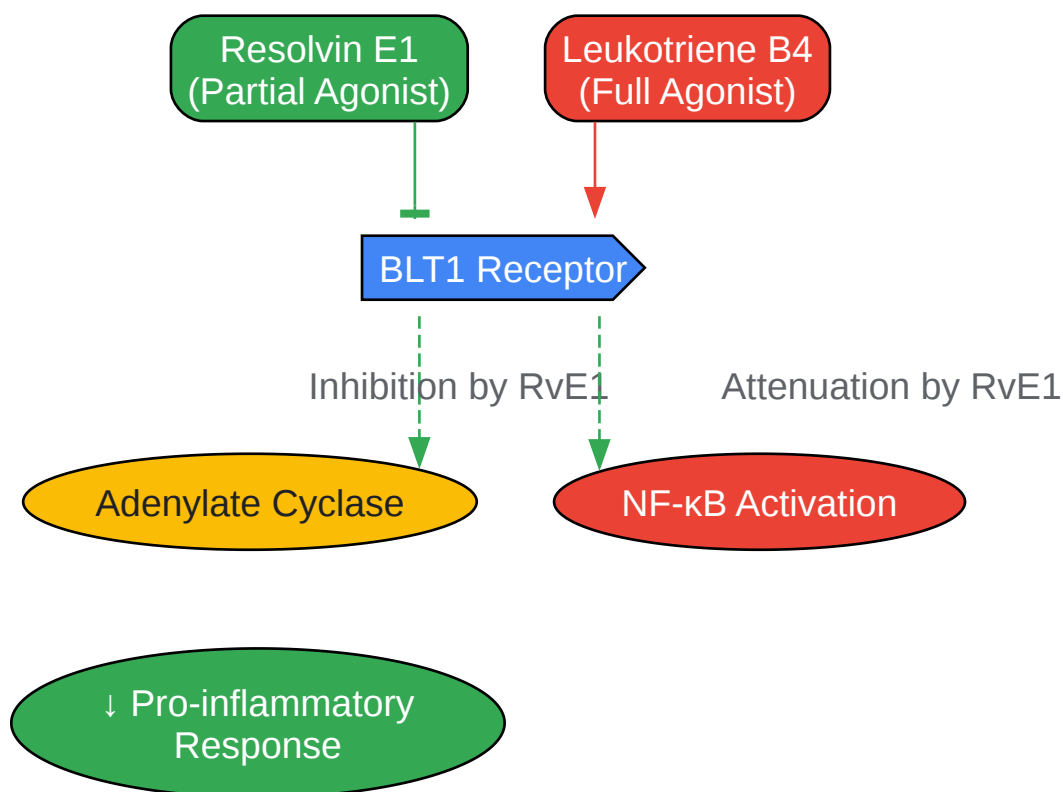 Resolvin E1
(Partial Agonist)
Leukotriene B4
(Full Agonist)
BLT1 Receptor
Inhibition by RvE1
Attenuation by RvE1
Adenylate Cyclase
NF-κB Activation
↓ Pro-inflammatory
Response